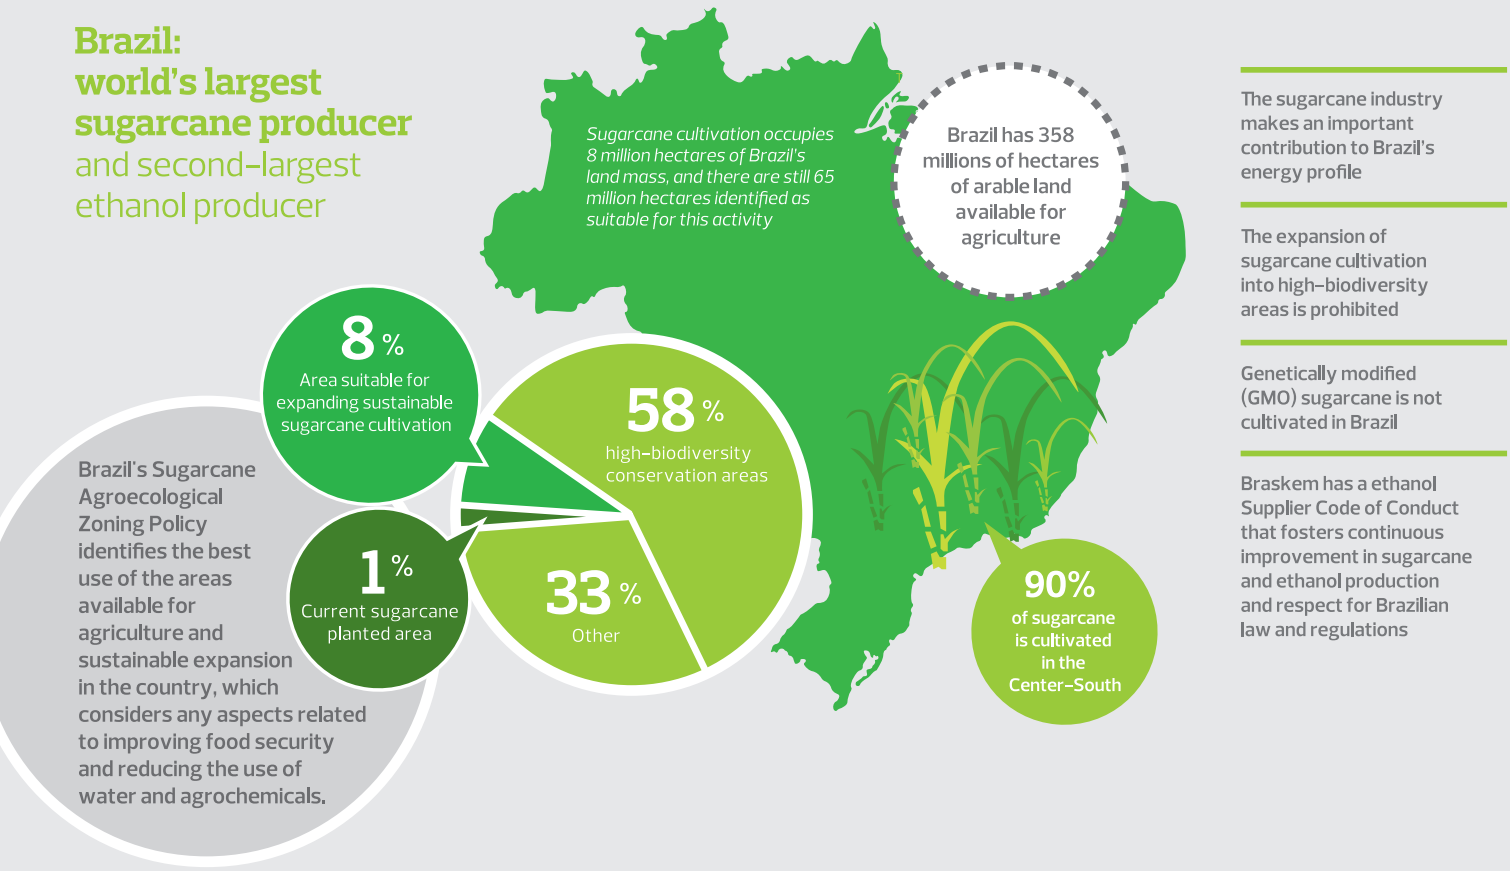 Brazil:
world's largest
sugarcane producer
and second-largest
ethanol producer
Sugarcane cultivation occupies
8 million hectares of Brazil's
land mass, and there are still 65
million hectares identified as
suitable for this activity
Brazil has 358
millions of hectares
of arable land
available for
agriculture
8 %
Area suitable for
expanding sustainable
sugarcane cultivation
58 %
high-biodiversity
conservation areas
1 %
Current sugarcane
planted area
33 %
Other
Brazil's Sugarcane
Agroecological
Zoning Policy
identifies the best
use of the areas
available for
agriculture and
sustainable expansion
in the country, which
considers any aspects related
to improving food security
and reducing the use of
water and agrochemicals.
90%
of sugarcane
is cultivated
in the
Center-South
The sugarcane industry
makes an important
contribution to Brazil's
energy profile
The expansion of
sugarcane cultivation
into high-biodiversity
areas is prohibited
Genetically modified
(GMO) sugarcane is not
cultivated in Brazil
Braskem has a ethanol
Supplier Code of Conduct
that fosters continuous
improvement in sugarcane
and ethanol production
and respect for Brazilian
law and regulations